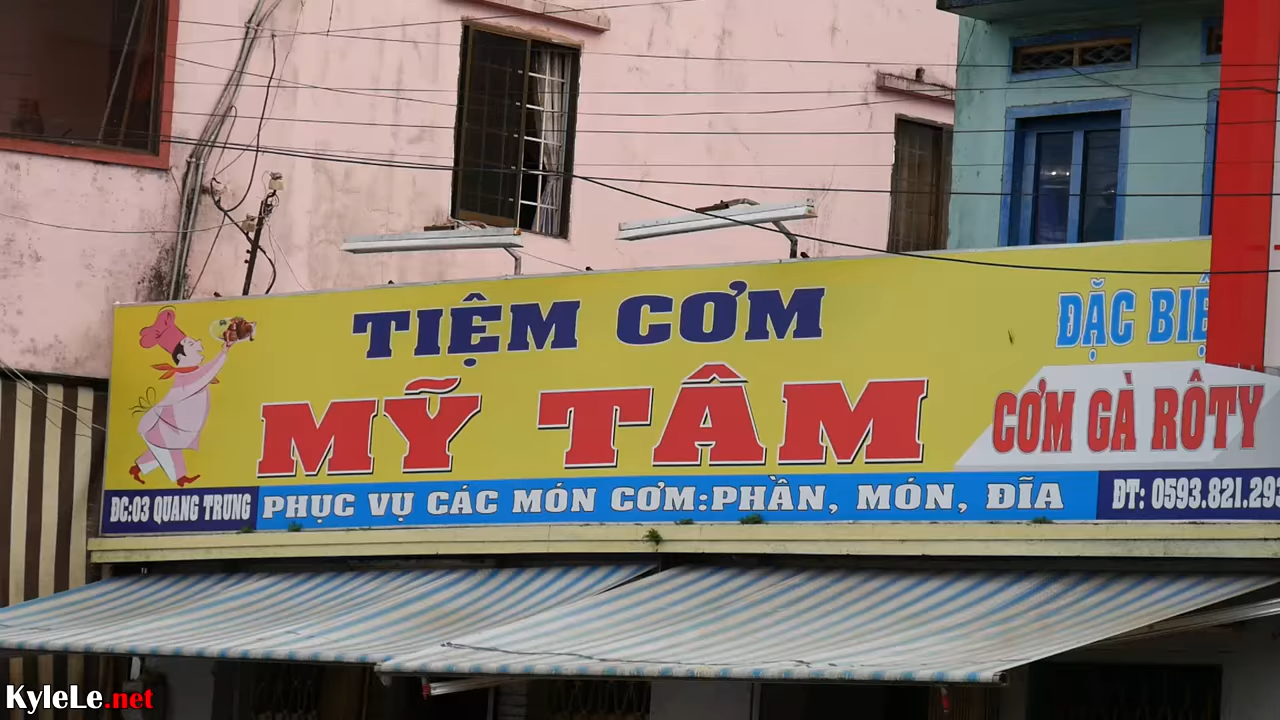 TIỆM CƠM
MỸ TÂM
ĐẶC BIỆ
CƠM GÀ RÔTY
ĐC:03 QUANG TRUNG
PHỤC VỤ CÁC MÓN CƠM:PHẦN, MÓN, ĐĨA
ĐT: 0593.821.293
KyleLe.net